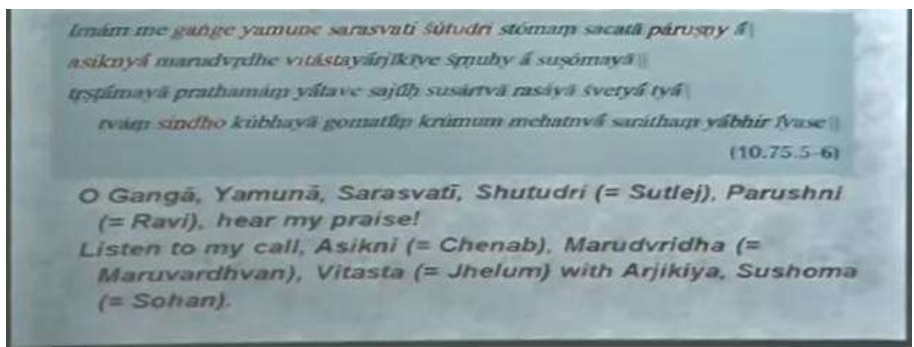 Imám me gaṅge yamune sarasvati śútudri stómaṃ sacatā páruṣṇy ā́|
asiknyā́ marudvṛdhe vitástayā́rjīkīye śṛṇuhy ā́ suṣómayā||
tṛṣṭā́mayā prathamáṃ yā́tave sajū́ḥ susártvā rasáyā śvetyā́ tyā́|
tváṃ sindho kúbhayā gomatī́ṃ krúmum mehatnvā́ saráthaṃ yā́bhir ī́yase||
(10.75.5-6)
O Gangā, Yamunā, Sarasvatī, Shutudri (= Sutlej), Parushni
(= Ravi), hear my praise!
Listen to my call, Asikni (= Chenab), Marudvridha (=
Maruvardhvan), Vitasta (= Jhelum) with Arjikiya, Sushoma
(= Sohan).